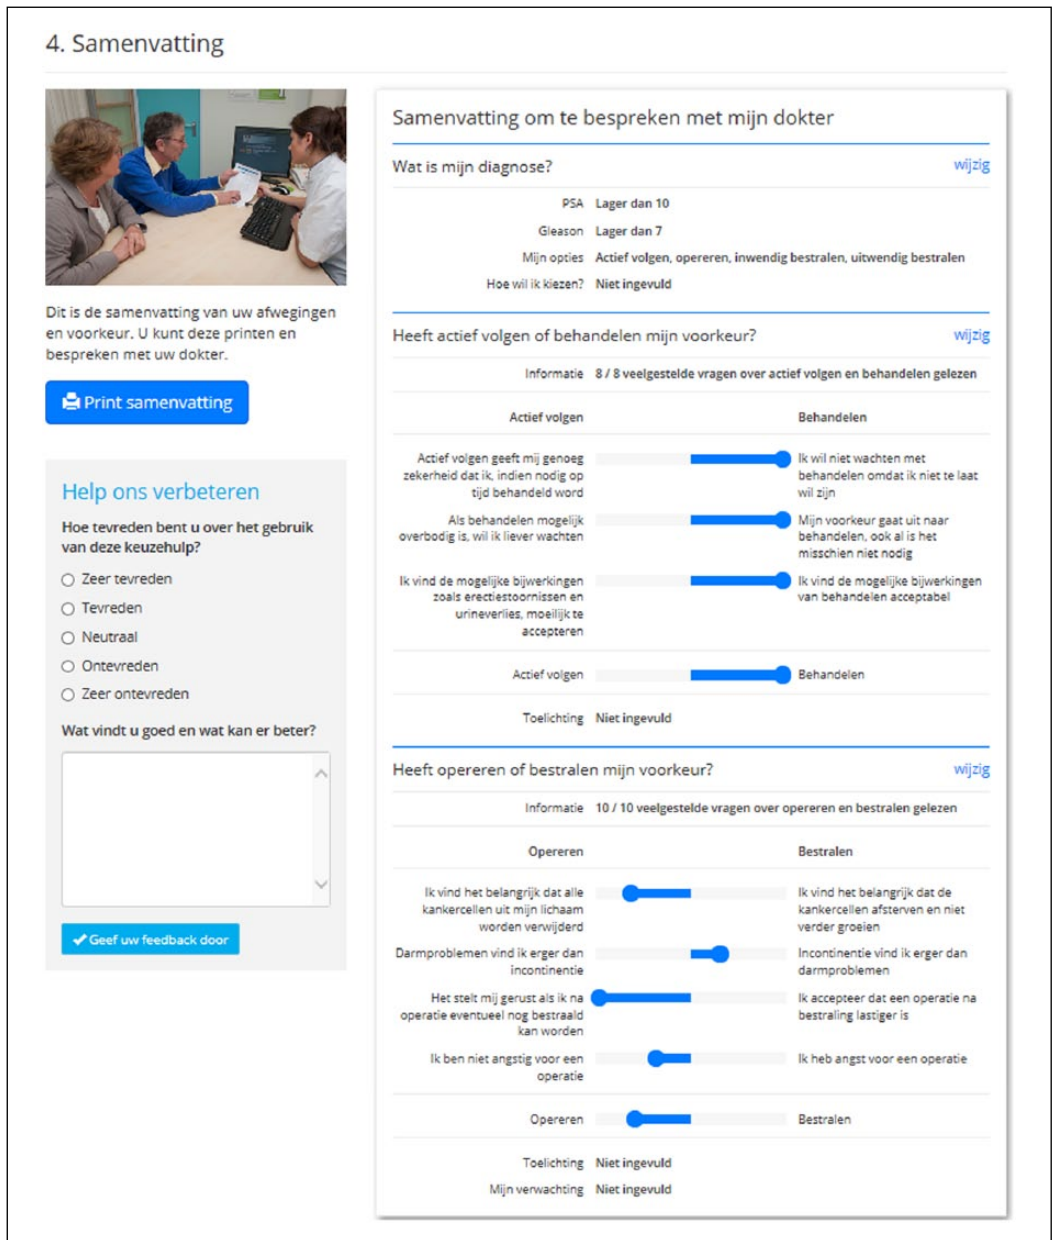 4. Samenvatting
Dit is de samenvatting van uw afwegingen
en voorkeur. U kunt deze printen en
bespreken met uw dokter.
Print samenvatting
Help ons verbeteren
Hoe tevreden bent u over het gebruik
van deze keuzehulp?
Zeer tevreden
Tevreden
Neutraal
Ontevreden
Zeer ontevreden
Wat vindt u goed en wat kan er beter?
Geef uw feedback door
Samenvatting om te bespreken met mijn dokter
Wat is mijn diagnose? wijzig
PSA Lager dan 10
Gleason Lager dan 7
Mijn opties Actief volgen, opereren, inwendig bestralen, uitwendig bestralen
Hoe wil ik kiezen? Niet ingevuld
Heeft actief volgen of behandelen mijn voorkeur? wijzig
Informatie 8 / 8 veelgestelde vragen over actief volgen en behandelen gelezen
Actief volgen Behandelen
Actief volgen geeft mij genoeg
zekerheid dat ik, indien nodig op
tijd behandeld word
Ik wil niet wachten met
behandelen omdat ik niet te laat
wil zijn
Als behandelen mogelijk
overbodig is, wil ik liever wachten
Mijn voorkeur gaat uit naar
behandelen, ook al is het
misschien niet nodig
Ik vind de mogelijke bijwerkingen
zoals erectiestoornissen en
urineverlies, moeilijk te
accepteren
Ik vind de mogelijke bijwerkingen
van behandelen acceptabel
Actief volgen Behandelen
Toelichting Niet ingevuld
Heeft opereren of bestralen mijn voorkeur? wijzig
Informatie 10 / 10 veelgestelde vragen over opereren en bestralen gelezen
Opereren Bestralen
Ik vind het belangrijk dat alle
kankercellen uit mijn lichaam
worden verwijderd
Ik vind het belangrijk dat de
kankercellen afsterven en niet
verder groeien
Darmproblemen vind ik erger dan
incontinentie
Incontinentie vind ik erger dan
darmproblemen
Het stelt mij gerust als ik na
operatie eventueel nog bestraald
kan worden
Ik accepteer dat een operatie na
bestraling lastiger is
Ik ben niet angstig voor een
operatie
Ik heb angst voor een operatie
Opereren Bestralen
Toelichting Niet ingevuld
Mijn verwachting Niet ingevuld